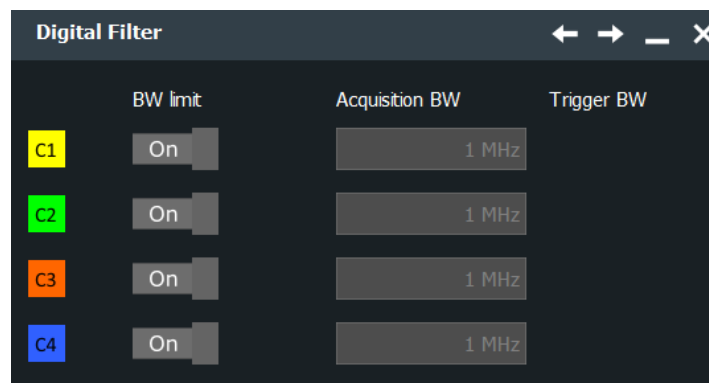 Digital Filter
BW limit Acquisition BW Trigger BW
C1 On 1 MHz
C2 On 1 MHz
C3 On 1 MHz
C4 On 1 MHz